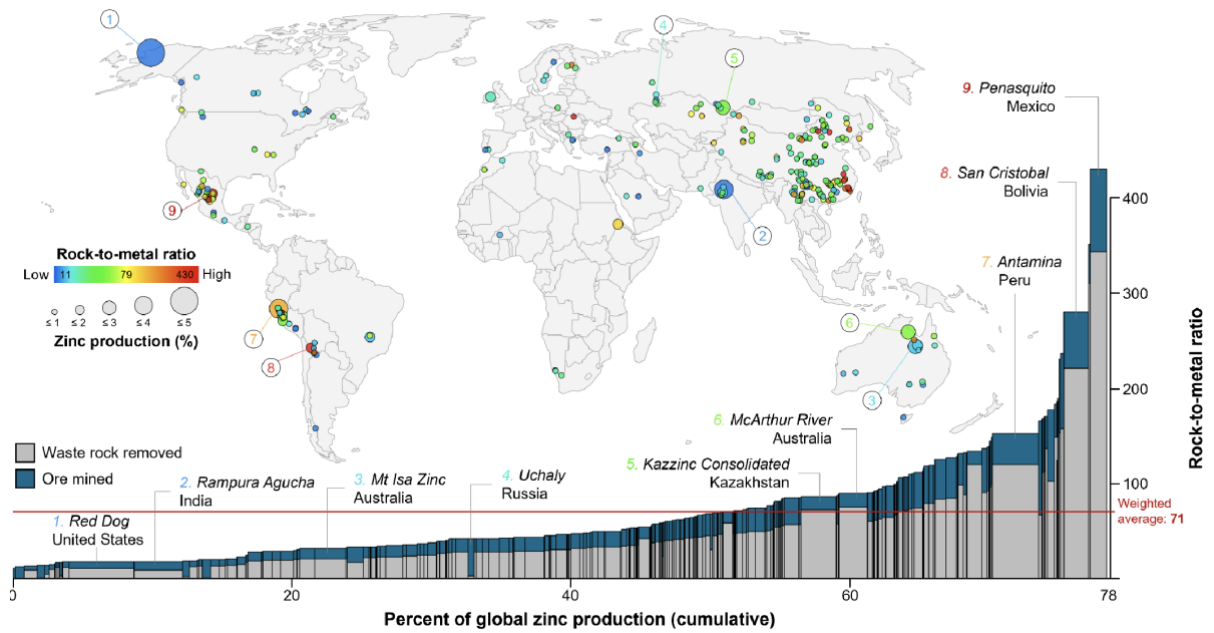 1
4
5
9. Penasquito
Mexico
8. San Cristobal
Bolivia
9
2
Rock-to-metal ratio
Low 11 79 430 High
≤ 1 ≤ 2 ≤ 3 ≤ 4 ≤ 5
Zinc production (%)
7
8
6
3
7. Antamina
Peru
400
300
200
100
Rock-to-metal ratio
Waste rock removed
Ore mined
6. McArthur River
Australia
5. Kazzinc Consolidated
Kazakhstan
4. Uchaly
Russia
3. Mt Isa Zinc
Australia
2. Rampura Agucha
India
1. Red Dog
United States
Weighted
average: 71
0 20 40 60 78
Percent of global zinc production (cumulative)